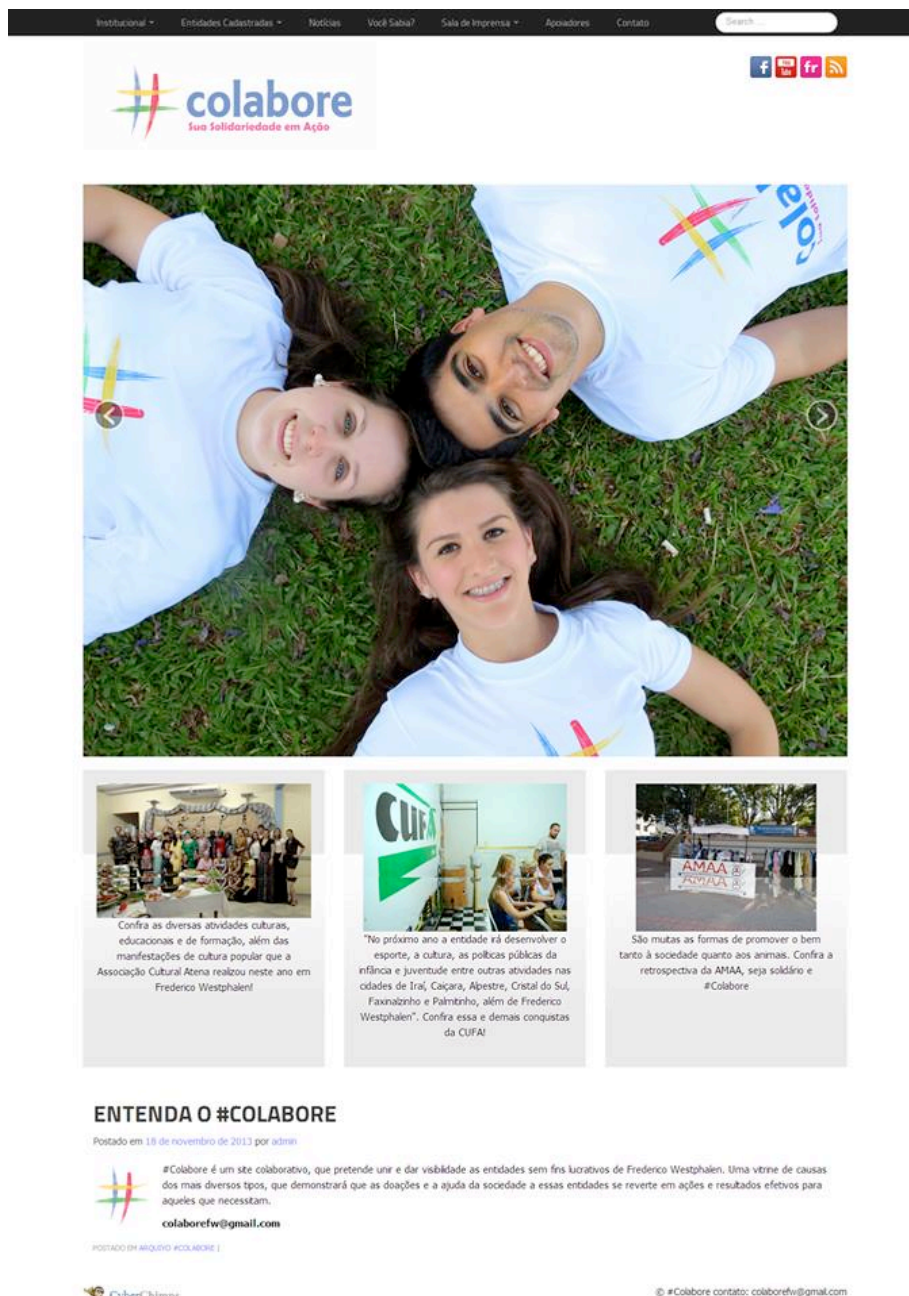 Institucional Entidades Cadastradas Notícias Você Sabia? Sala de Imprensa Apoiadores Contato Search ...
#colabore
Sua Solidariedade em Ação
f You Tube fr
CUFA
AMAA
AMAA
Confira as diversas atividades culturais,
educacionais e de formação, além das
manifestações de cultura popular que a
Associação Cultural Atena realizou neste ano em
Frederico Westphalen!
"No próximo ano a entidade irá desenvolver o
esporte, a cultura, as políticas públicas da
infância e juventude entre outras atividades nas
cidades de Iraí, Caiçara, Alpestre, Cristal do Sul,
Faxinalzinho e Palmitinho, além de Frederico
Westphalen". Confira essa e demais conquistas
da CUFA!
São muitas as formas de promover o bem
tanto à sociedade quanto aos animais. Confira a
retrospectiva da AMAA, seja solidário e
#Colabore
ENTENDA O #COLABORE
Postado em 18 de novembro de 2013 por admin
#Colabore é um site colaborativo, que pretende unir e dar visibilidade as entidades sem fins lucrativos de Frederico Westphalen. Uma vitrine de causas
dos mais diversos tipos, que demonstrará que as doações e a ajuda da sociedade a essas entidades se reverte em ações e resultados efetivos para
aqueles que necessitam.
colaborefw@gmail.com
POSTADO EM ARQUIVO #COLABORE |
© #Colabore contato: colaborefw@gmail.com